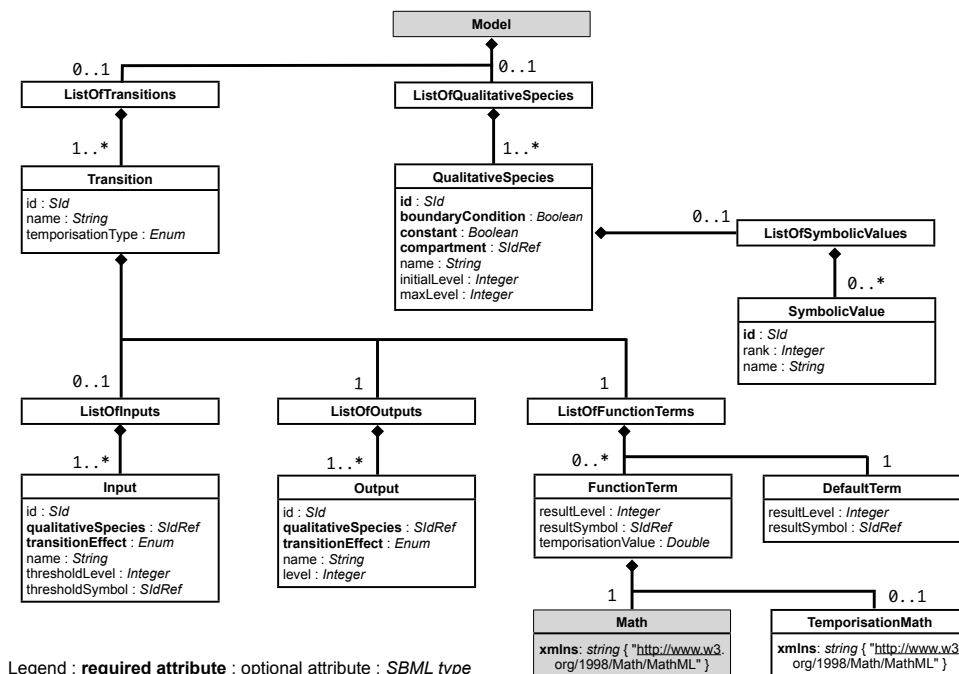 Model
0..1
0..1
ListOfTransitions
ListOfQualitativeSpecies
1..*
1..*
Transition
id : SId
name : String
temporisationType : Enum
QualitativeSpecies
id : SId
boundaryCondition : Boolean
constant : Boolean
compartment : SIdRef
name : String
initialLevel : Integer
maxLevel : Integer
0..1
ListOfSymbolicValues
0..*
SymbolicValue
id : SId
rank : Integer
name : String
0..1
1
1
ListOfInputs
ListOfOutputs
ListOfFunctionTerms
1..*
1..*
0..*
1
Input
id : SId
qualitativeSpecies : SIdRef
transitionEffect : Enum
name : String
thresholdLevel : Integer
thresholdSymbol : SIdRef
Output
id : SId
qualitativeSpecies : SIdRef
transitionEffect : Enum
name : String
level : Integer
FunctionTerm
resultLevel : Integer
resultSymbol : SIdRef
temporisationValue : Double
DefaultTerm
resultLevel : Integer
resultSymbol : SIdRef
1
0..1
Math
xmlns: string { "http://www.w3.
org/1998/Math/MathML" }
TemporisationMath
xmlns: string { "http://www.w3
org/1998/Math/MathML" }
Legend : required attribute ; optional attribute ; SBML type